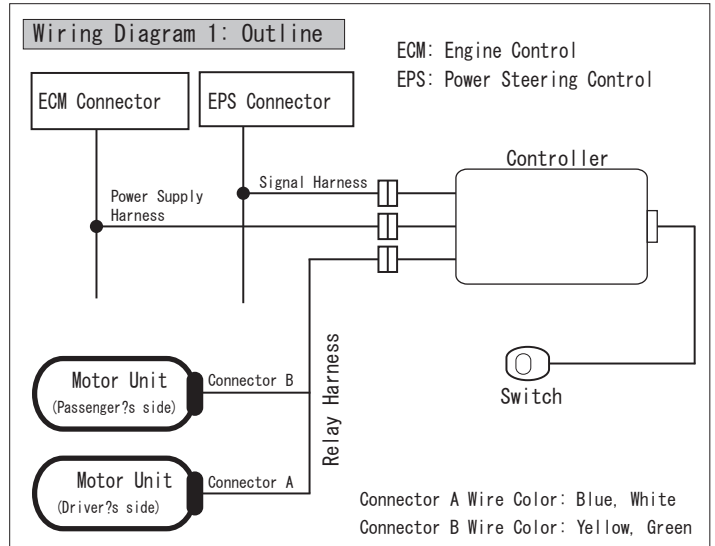 Wiring Diagram 1: Outline
ECM: Engine Control
EPS: Power Steering Control
ECM Connector
EPS Connector
Controller
Signal Harness
Power Supply
Harness
Relay Harness
Motor Unit
(Passenger?s side)
Connector B
Switch
Motor Unit
(Driver?s side)
Connector A
Connector A Wire Color: Blue, White
Connector B Wire Color: Yellow, Green